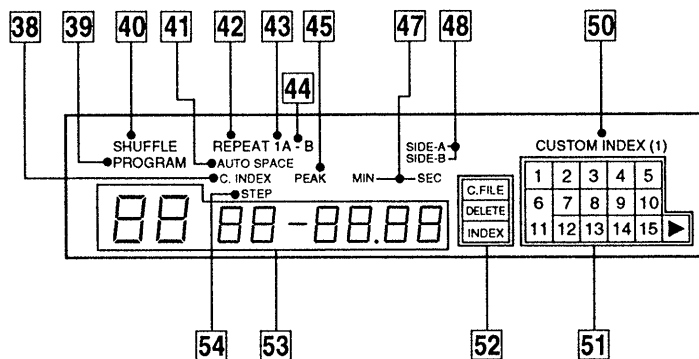 38 39 40 41 42 43 45 47 48 50
44
SHUFFLE REPEAT 1A - B SIDE-A CUSTOM INDEX (1)
PROGRAM AUTO SPACE SIDE-B
C. INDEX PEAK MIN SEC
STEP
1 2 3 4 5
6 7 8 9 10
11 12 13 14 15
C.FILE
DELETE
INDEX
88 88-88.88
54 53 52 51